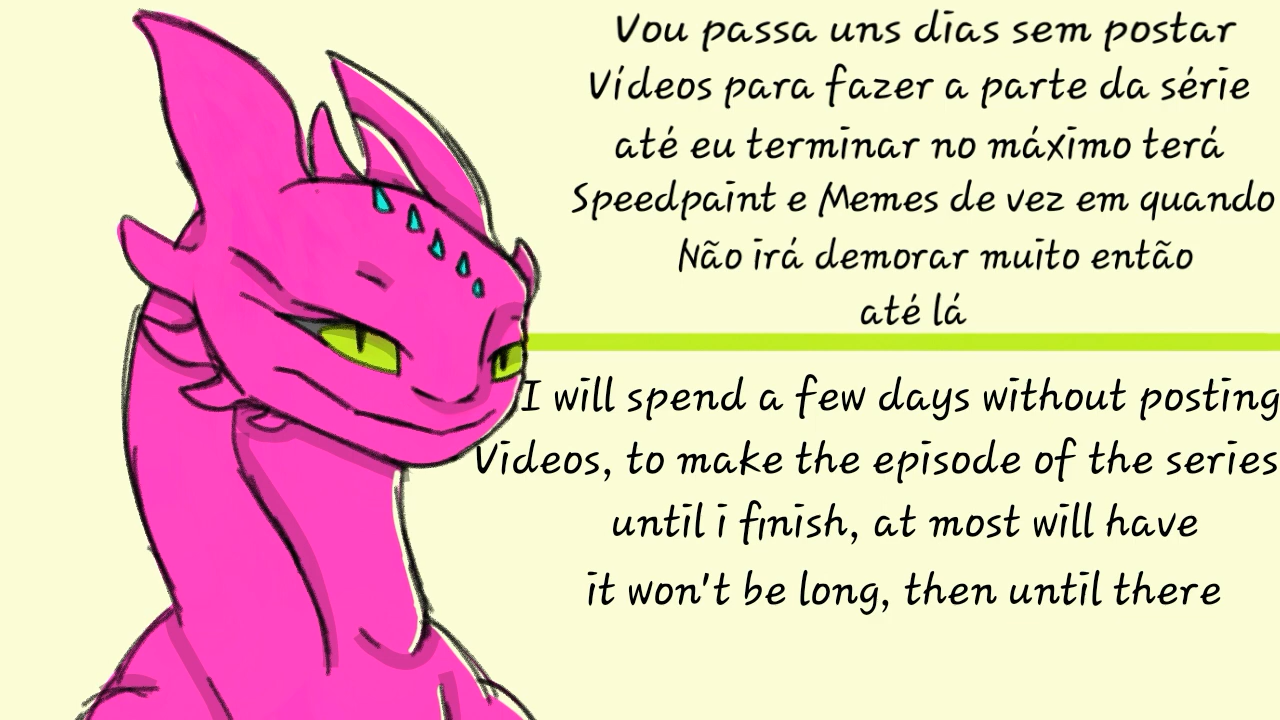 Vou passa uns dias sem postar
Vídeos para fazer a parte da série
até eu terminar no máximo terá
Speedpaint e Memes de vez em quando
Não irá demorar muito então
até lá
I will spend a few days without posting
Videos, to make the episode of the series
until i finish, at most will have
it won't be long, then until there